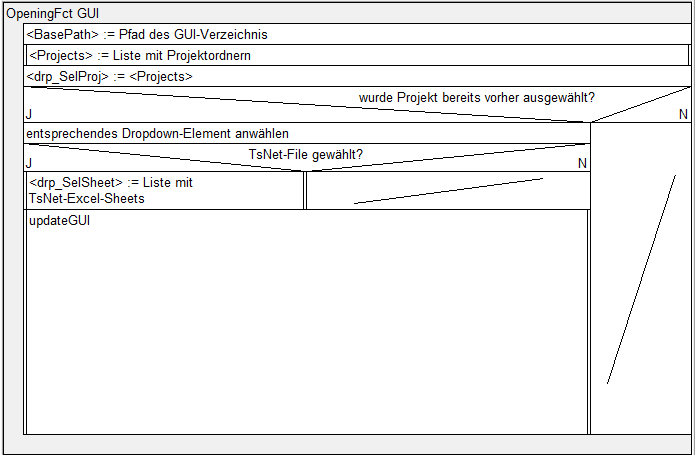 OpeningFct GUI
<BasePath> := Pfad des GUI-Verzeichnis
<Projects> := Liste mit Projektordnern
<drp_SelProj> := <Projects>
wurde Projekt bereits vorher ausgewählt?
J
N
entsprechendes Dropdown-Element anwählen
TsNet-File gewählt?
J
N
<drp_SelSheet> := Liste mit
TsNet-Excel-Sheets
updateGUI